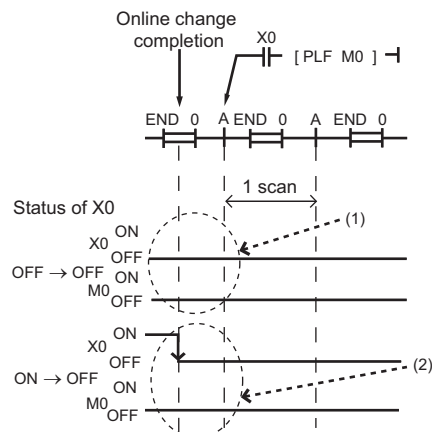 Online change
completion
X0
[ PLF M0 ]
END 0 A END 0 A END 0
1 scan
Status of X0
(1)
ON
X0
OFF
OFF → OFF
ON
M0
OFF
ON
X0
OFF
ON → OFF
(2)
ON
M0
OFF